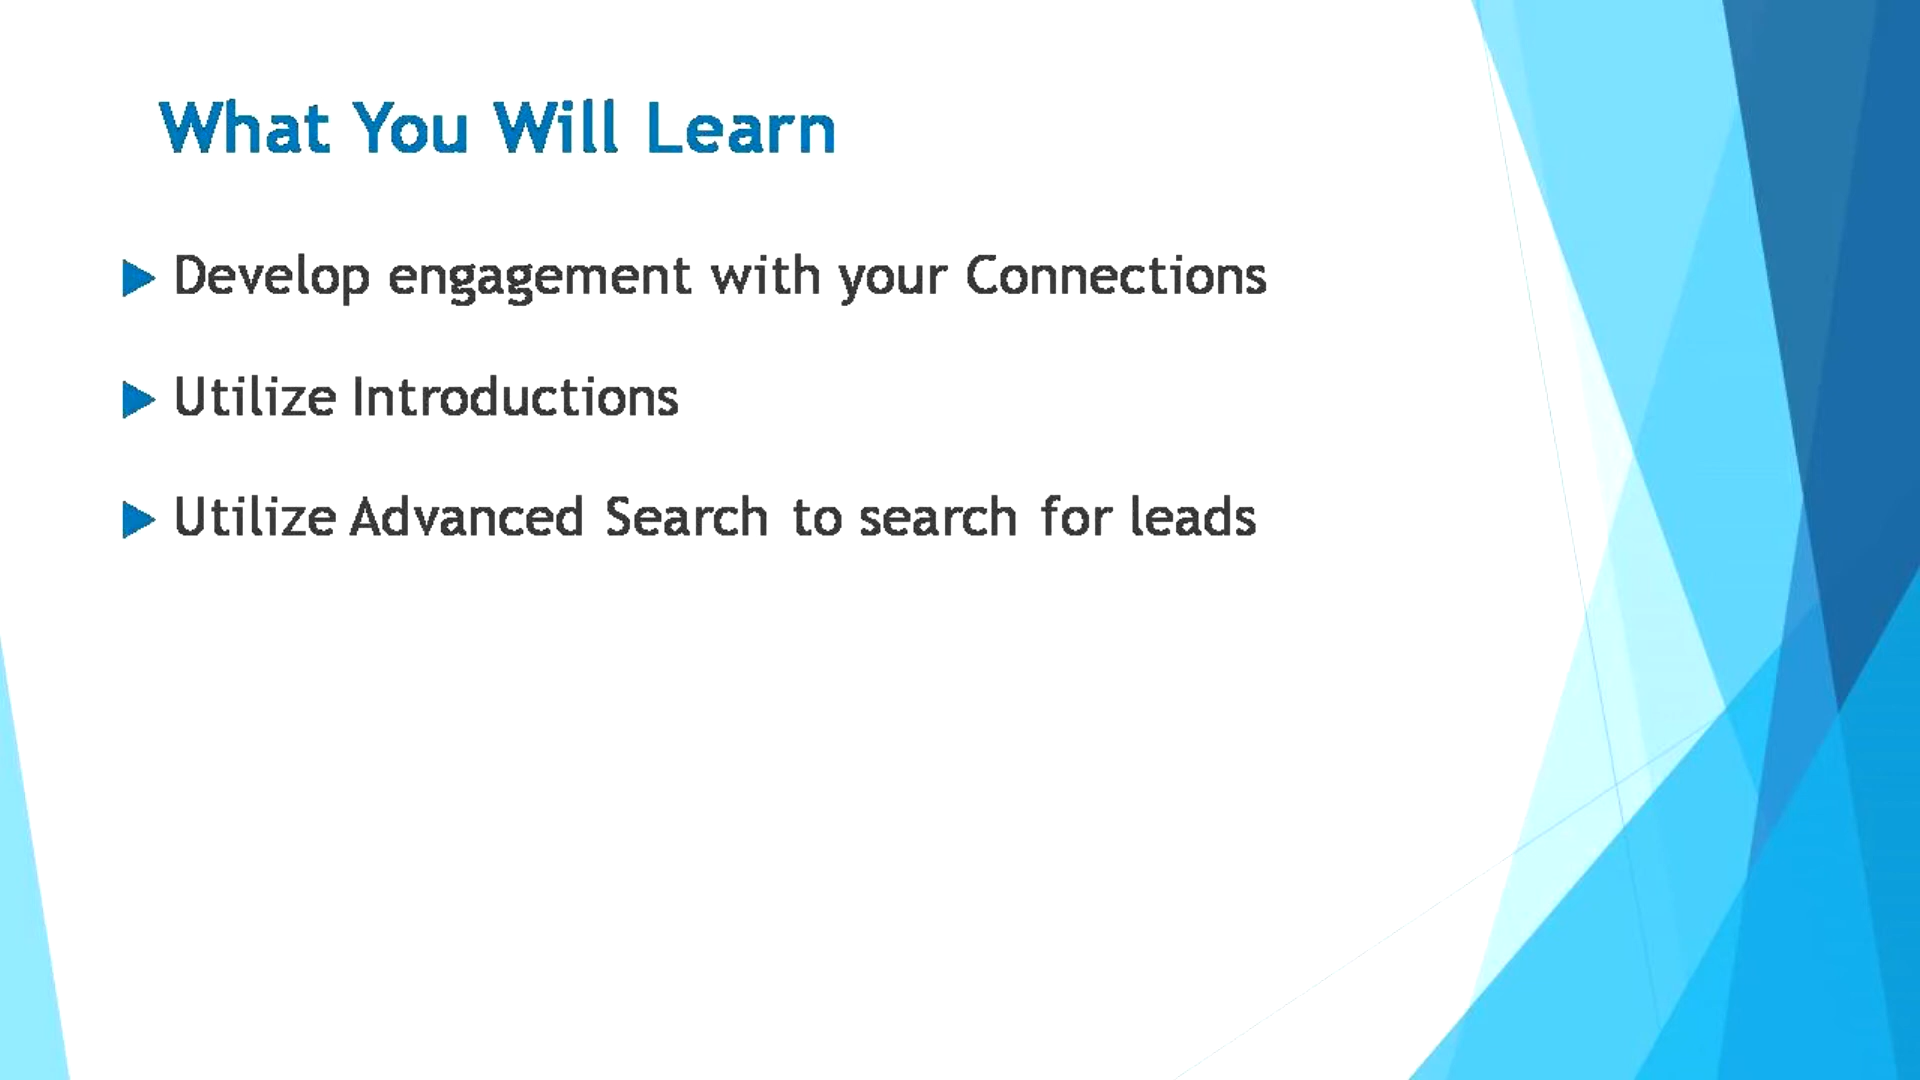 What You Will Learn
Develop engagement with your Connections
Utilize Introductions
Utilize Advanced Search to search for leads